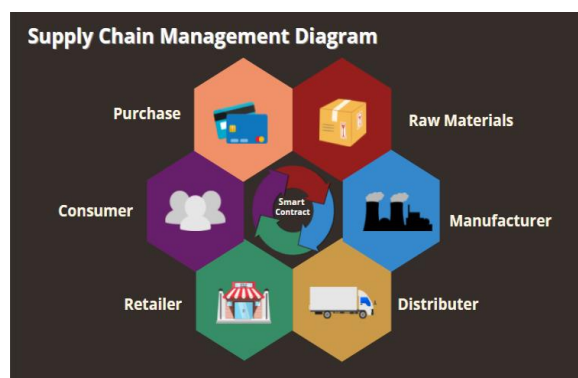 Supply Chain Management Diagram
Purchase
Raw Materials
Consumer
Smart
Contract
Manufacturer
Retailer
Distributer